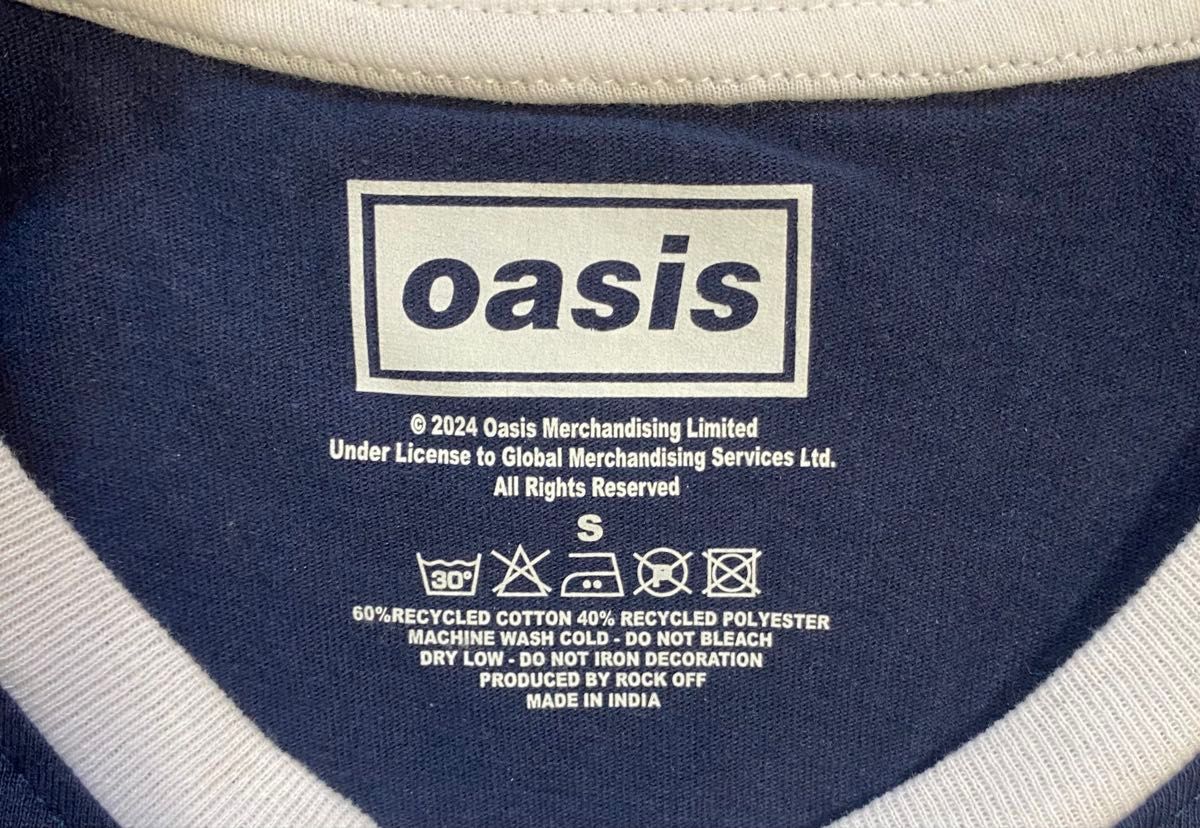 oasis
© 2024 Oasis Merchandising Limited
Under License to Global Merchandising Services Ltd.
All Rights Reserved
S
30° P
60%RECYCLED COTTON 40% RECYCLED POLYESTER
MACHINE WASH COLD - DO NOT BLEACH
DRY LOW - DO NOT IRON DECORATION
PRODUCED BY ROCK OFF
MADE IN INDIA